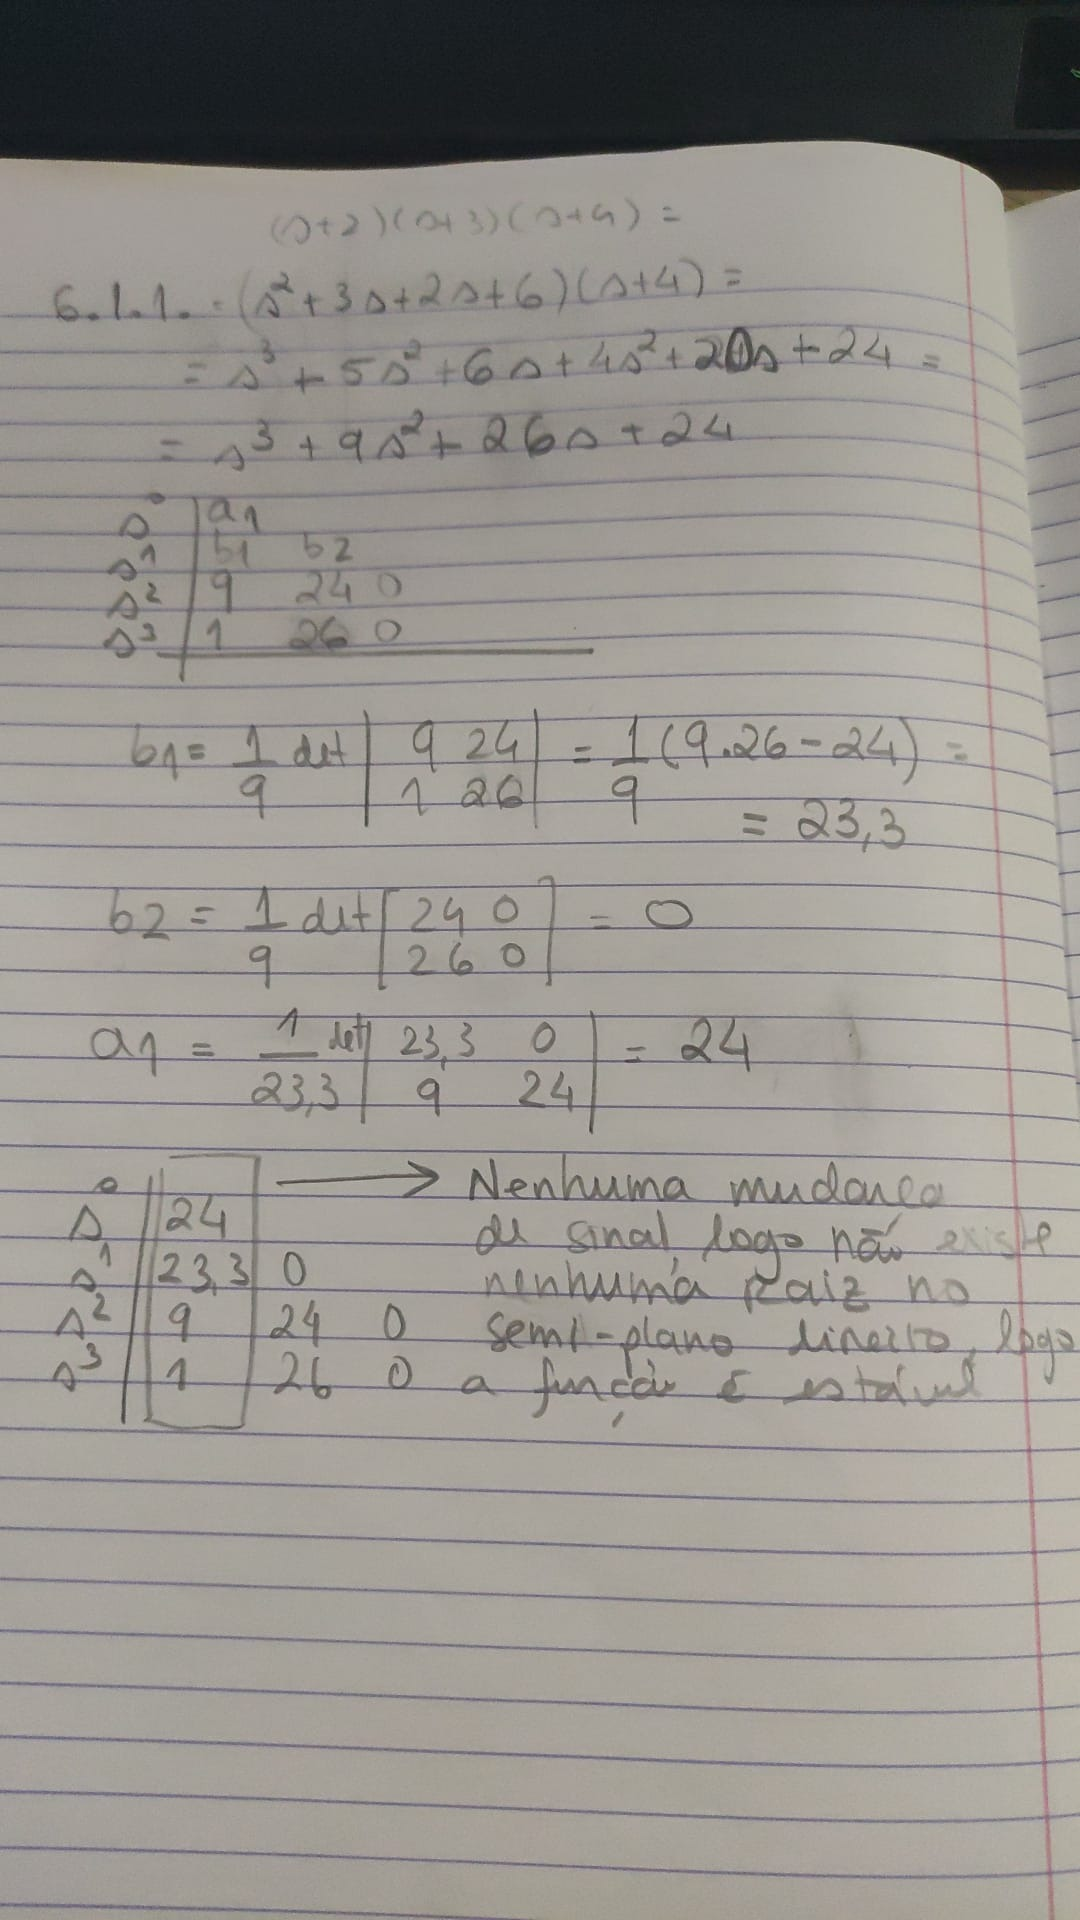 (s+2)(s+3)(s+4) =
6.1.1. - (s²+3s+2s+6)(s+4) =
= s³ + 5s² + 6s + 4s² + 20s + 24 =
= s³ + 9s² + 26s + 24
s⁰ | a1
s¹ | b1 b2
s² | 9 24 0
s³ | 1 26 0
b1 = 1/9 det | 9 24 | = 1/9 (9.26 - 24) =
| 1 26 |
= 23,3
b2 = 1/9 det [ 24 0 ] = 0
[ 26 0 ]
a1 = 1/23,3 det | 23,3 0 | = 24
| 9 24 |
→ Nenhuma mudança
s⁰ | 24 de sinal, logo não existe
s¹ | 23,3 0 nenhuma raiz no
s² | 9 24 0 semi-plano direito, logo
s³ | 1 26 0 a função é estável